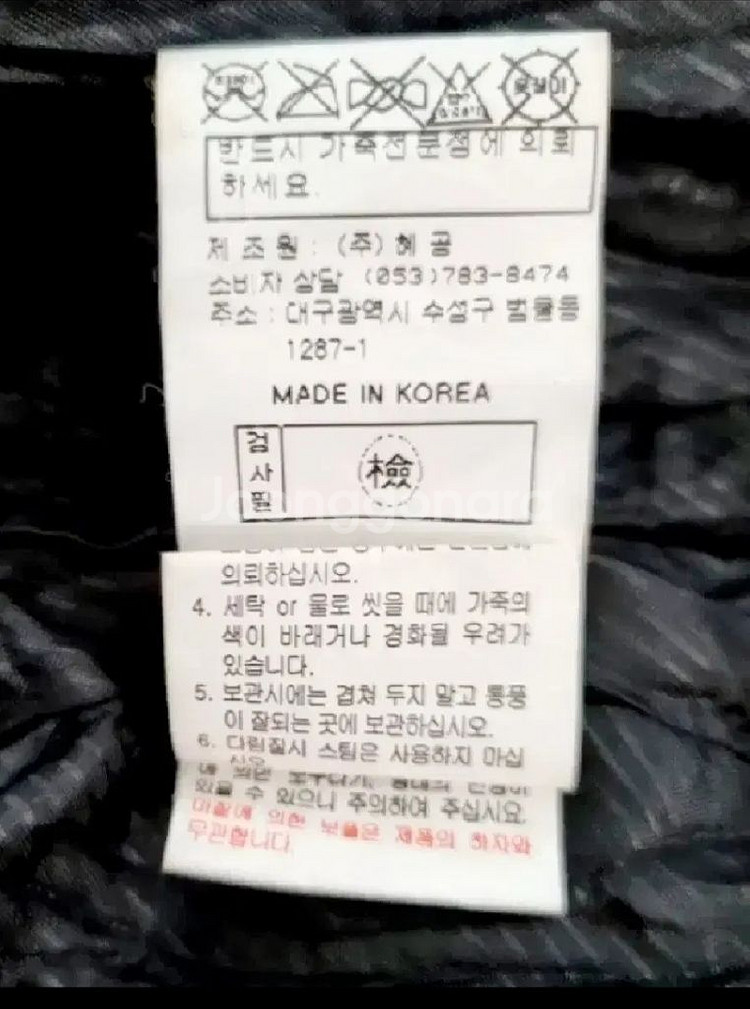 반드시 가죽전문점에 의뢰
하세요.
제 조 원 : (주) 혜 공
소비자 상담 (053)783-8474
주소 : 대구광역시 수성구 범물동
1287-1
MADE IN KOREA
검사필
檢
의뢰하십시오.
4. 세탁 or 물로 씻을 때에 가죽의
색이 바래거나 경화될 우려가
있습니다.
5. 보관시에는 겹쳐 두지 말고 통풍
이 잘되는 곳에 보관하십시오.
6. 다림질시 스팀은 사용하지 마십
시오.
있을 수 있으니 주의하여 주십시요.
마찰에 의한 보풀은 제품의 하자와
무관합니다.